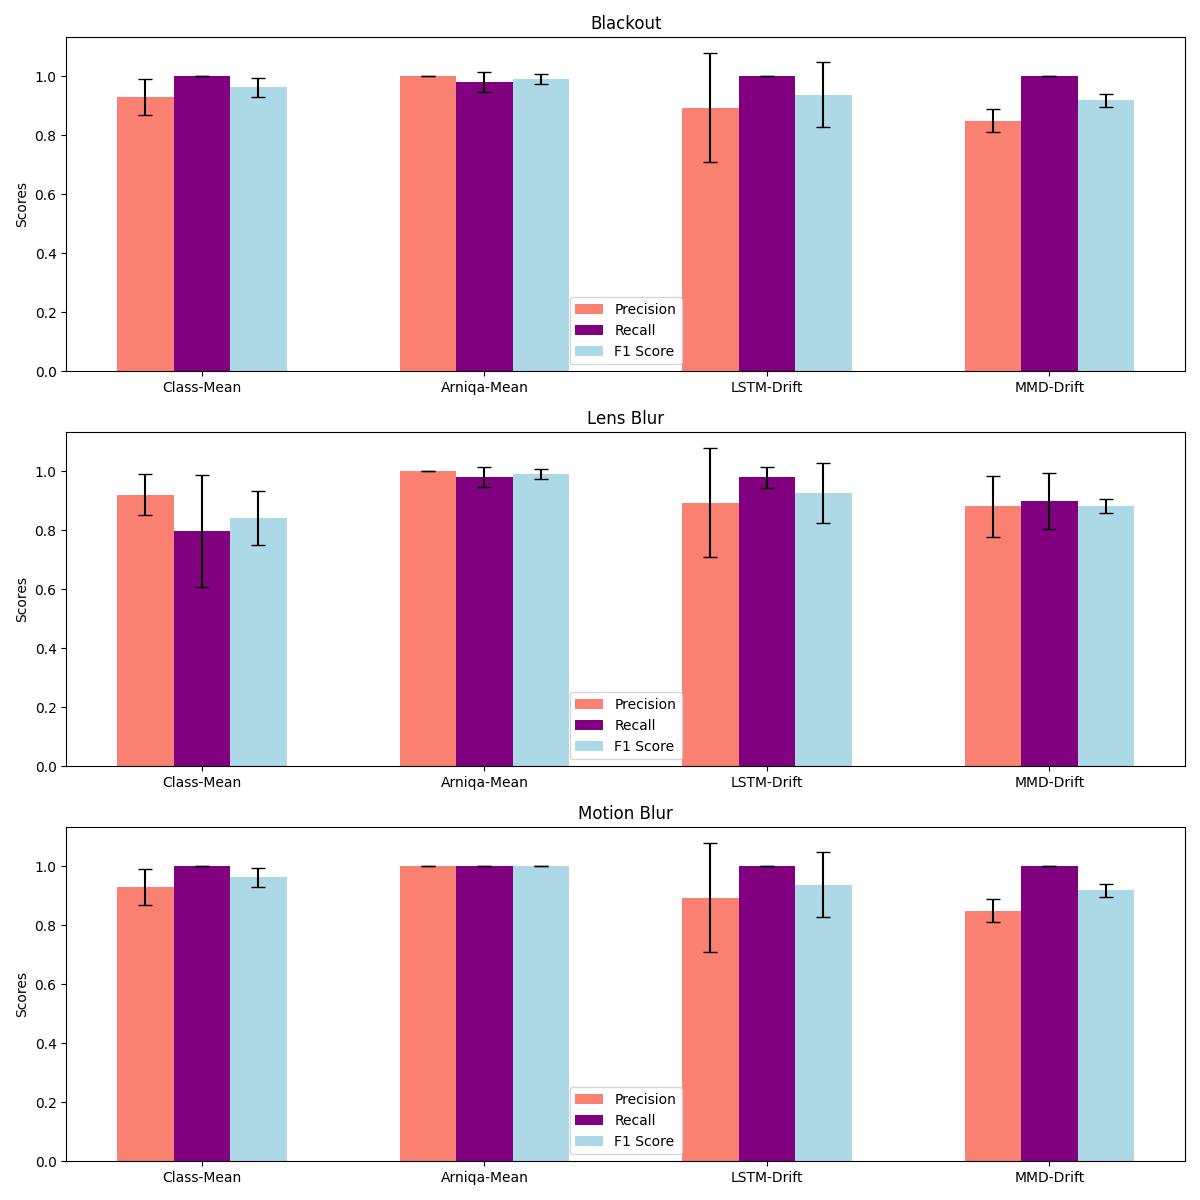 Blackout
Scores
1.0
0.8
0.6
0.4
0.2
0.0
Precision
Recall
F1 Score
Class-Mean
Arniqa-Mean
LSTM-Drift
MMD-Drift
Lens Blur
Scores
1.0
0.8
0.6
0.4
0.2
0.0
Precision
Recall
F1 Score
Class-Mean
Arniqa-Mean
LSTM-Drift
MMD-Drift
Motion Blur
Scores
1.0
0.8
0.6
0.4
0.2
0.0
Precision
Recall
F1 Score
Class-Mean
Arniqa-Mean
LSTM-Drift
MMD-Drift